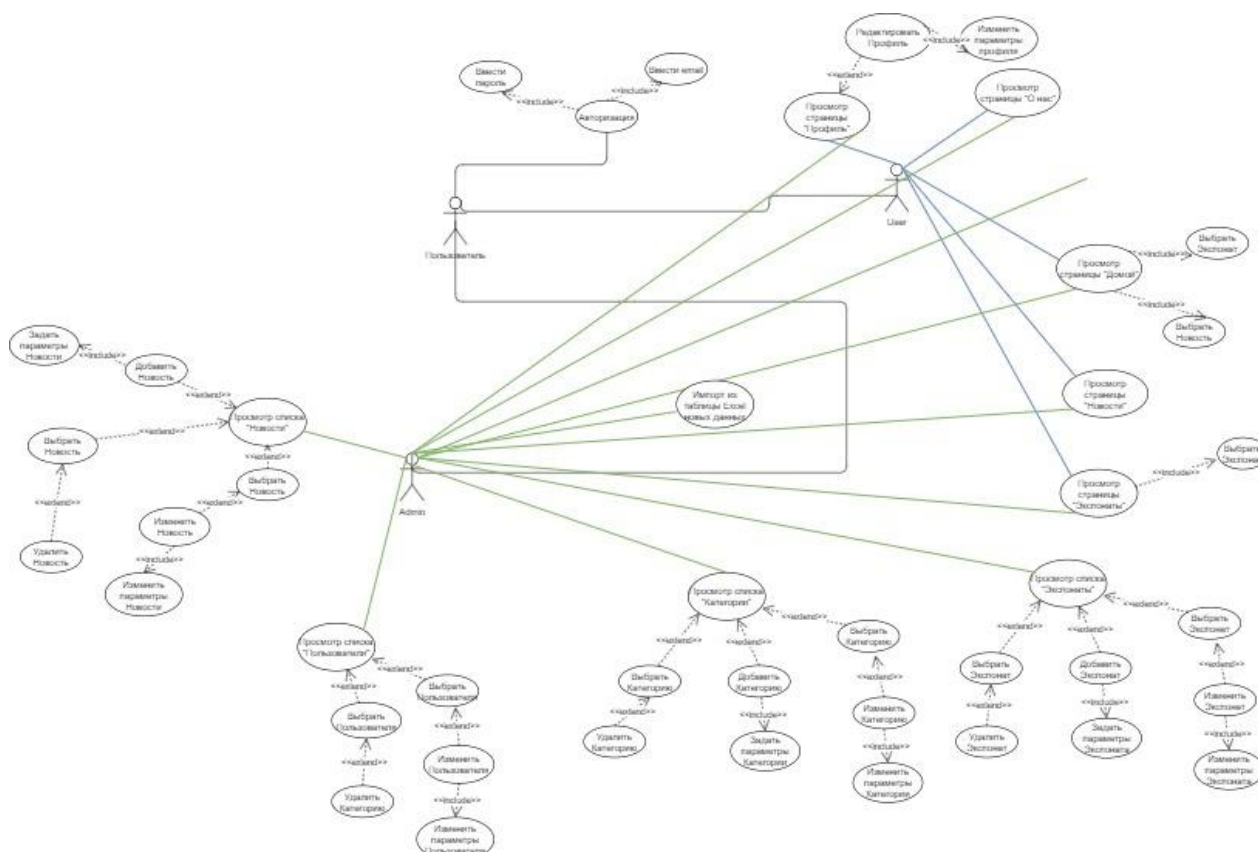 Редактировать
Профиль
<<include>>
Изменить
параметры
профиля
<<extend>>
Ввести
пароль
<<include>>
Ввести email
<<include>>
Авторизация
Просмотр
страницы
"Профиль"
Просмотр
страницы "О нас"
Пользователь
User
Просмотр
страницы "Домой"
<<include>>
Выбрать
Экспонат
<<include>>
Выбрать
Новость
Просмотр
страницы
"Новости"
Просмотр
страницы
"Экспонаты"
<<include>>
Выбрать
Экспонат
Импорт из
таблицы Excel
новых данных
Admin
Задать
параметры
Новости
<<include>>
Добавить
Новость
<<extend>>
Просмотр списка
"Новости"
Выбрать
Новость
<<extend>>
<<extend>>
Выбрать
Новость
<<extend>>
<<extend>>
Изменить
Новость
Удалить
Новость
<<include>>
Изменить
параметры
Новости
Просмотр списка
"Пользователи"
<<extend>>
<<extend>>
Выбрать
Пользователя
Выбрать
Пользователя
<<extend>>
<<extend>>
Изменить
Пользователя
Удалить
Категорию
<<include>>
Изменить
параметры
Пользователя
Просмотр списка
"Категории"
<<extend>>
<<extend>>
<<extend>>
Выбрать
Категорию
Выбрать
Категорию
Добавить
Категорию
<<extend>>
<<extend>>
<<include>>
Изменить
Категорию
Удалить
Категорию
Задать
параметры
Категории
<<include>>
Изменить
параметры
Категории
Просмотр списка
"Экспонаты"
<<extend>>
<<extend>>
<<extend>>
Выбрать
Экспонат
Выбрать
Экспонат
Добавить
Экспонат
<<extend>>
<<extend>>
<<include>>
Изменить
Экспонат
Удалить
Экспонат
Задать
параметры
Экспоната
<<include>>
Изменить
параметры
Экспоната